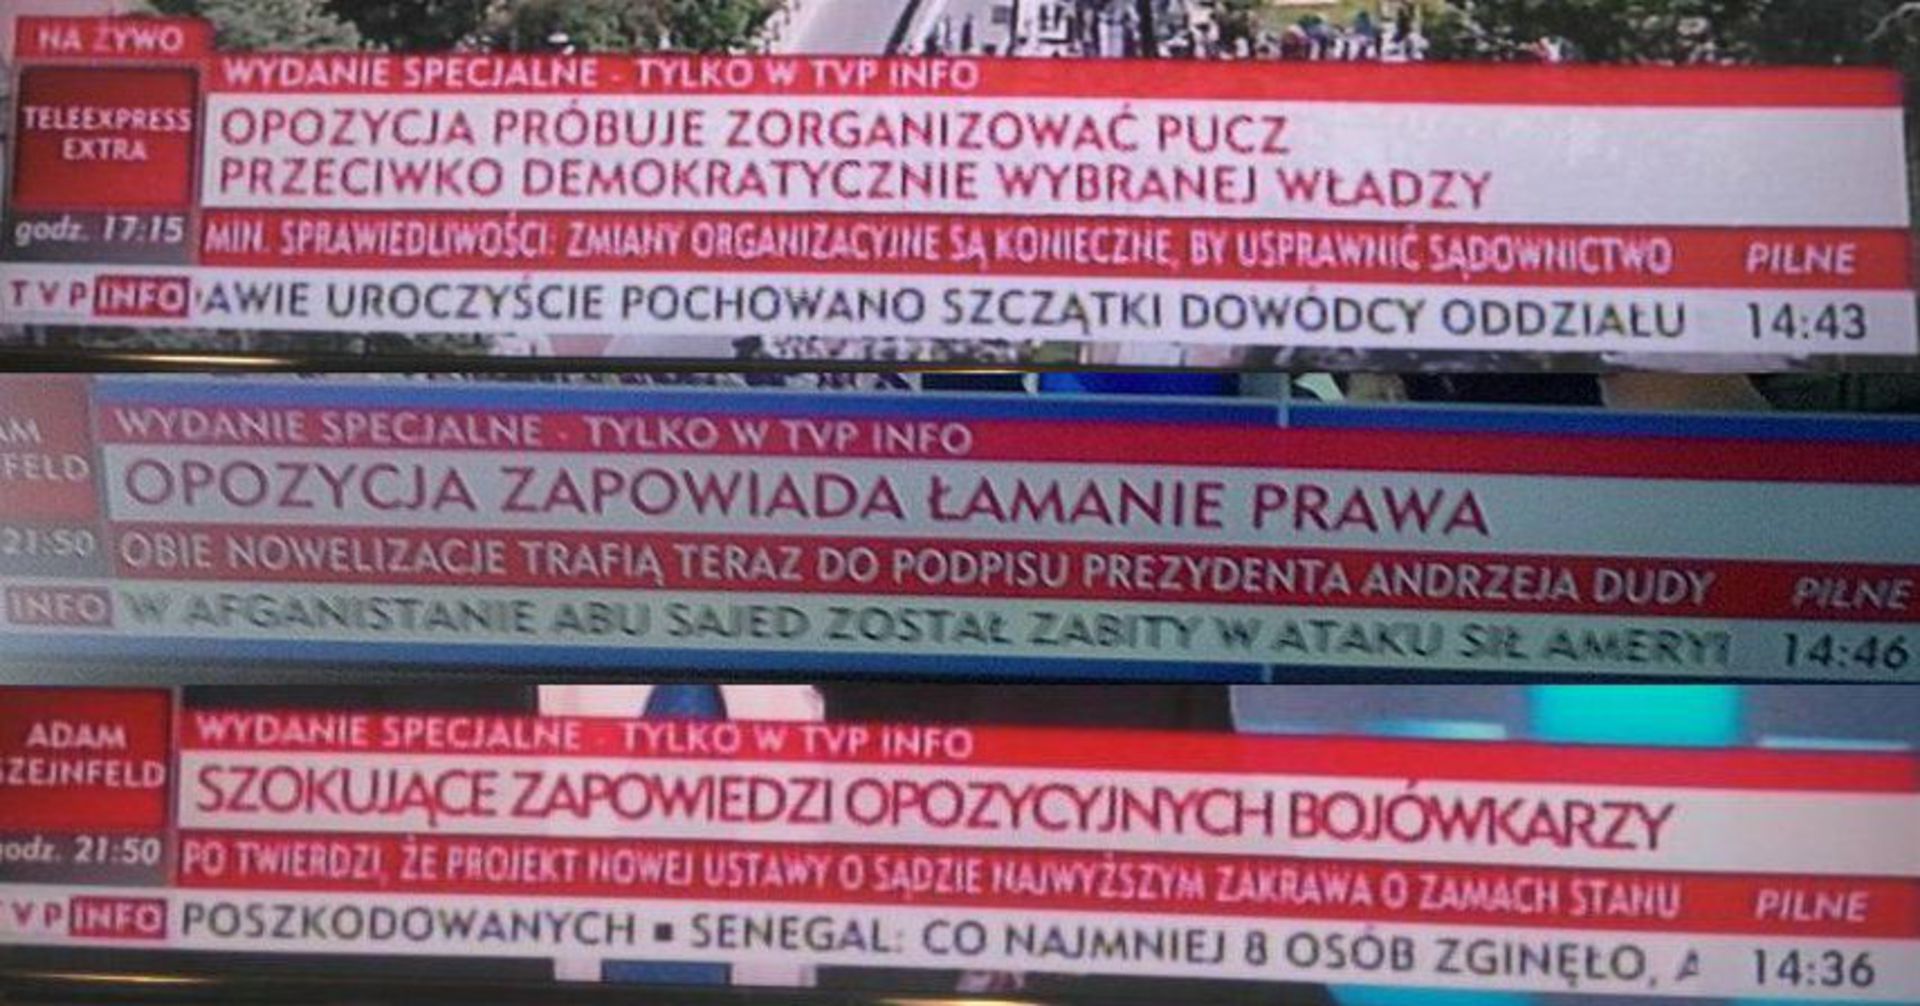 NA ŻYWO
WYDANIE SPECJALNE - TYLKO W TVP INFO
TELEEXPRESS
EXTRA
OPOZYCJA PRÓBUJE ZORGANIZOWAĆ PUCZ
PRZECIWKO DEMOKRATYCZNIE WYBRANEJ WŁADZY
godz. 17:15
MIN. SPRAWIEDLIWOŚCI: ZMIANY ORGANIZACYJNE SĄ KONIECZNE, BY USPRAWNIĆ SĄDOWNICTWO PILNE
TVP INFO AWIE UROCZYŚCIE POCHOWANO SZCZĄTKI DOWÓDCY ODDZIAŁU 14:43
WYDANIE SPECJALNE - TYLKO W TVP INFO
AM
FELD
OPOZYCJA ZAPOWIADA ŁAMANIE PRAWA
21:50 OBIE NOWELIZACJE TRAFIĄ TERAZ DO PODPISU PREZYDENTA ANDRZEJA DUDY PILNE
INFO W AFGANISTANIE ABU SAJED ZOSTAŁ ZABITY W ATAKU SIŁ AMERY 14:46
WYDANIE SPECJALNE - TYLKO W TVP INFO
ADAM
SZEJNFELD
SZOKUJĄCE ZAPOWIEDZI OPOZYCYJNYCH BOJÓWKARZY
godz. 21:50
PO TWIERDZI, ŻE PROJEKT NOWEJ USTAWY O SĄDZIE NAJWYŻSZYM ZAKRAWA O ZAMACH STANU PILNE
TVP INFO POSZKODOWANYCH ▪ SENEGAL: CO NAJMNIEJ 8 OSÓB ZGINĘŁO, A 14:36